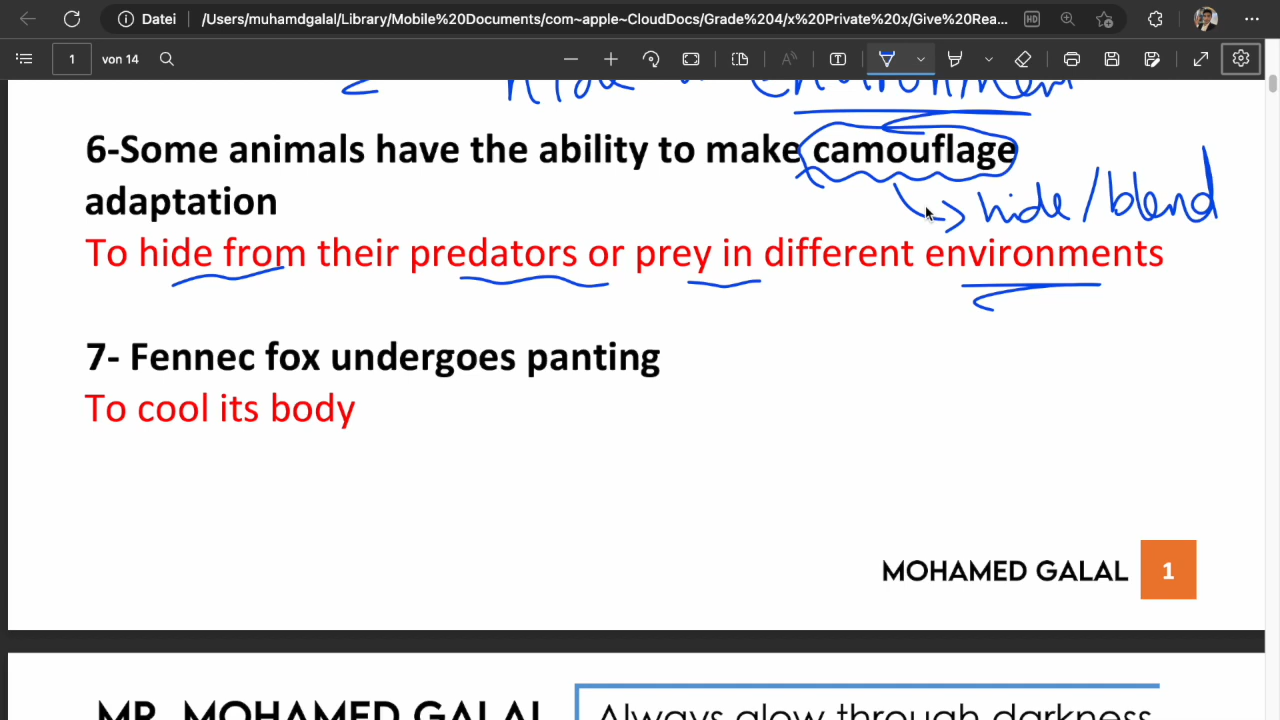 Datei
/Users/muhamdgalal/Library/Mobile%20Documents/com~apple~CloudDocs/Grade%204/x%20Private%20x/Give%20Rea...
HD
1
von 14
hide
environment
6-Some animals have the ability to make camouflage
adaptation
hide/blend
To hide from their predators or prey in different environments
7- Fennec fox undergoes panting
To cool its body
MOHAMED GALAL
1
MR. MOHAMED GALAL
Always glow through darkness